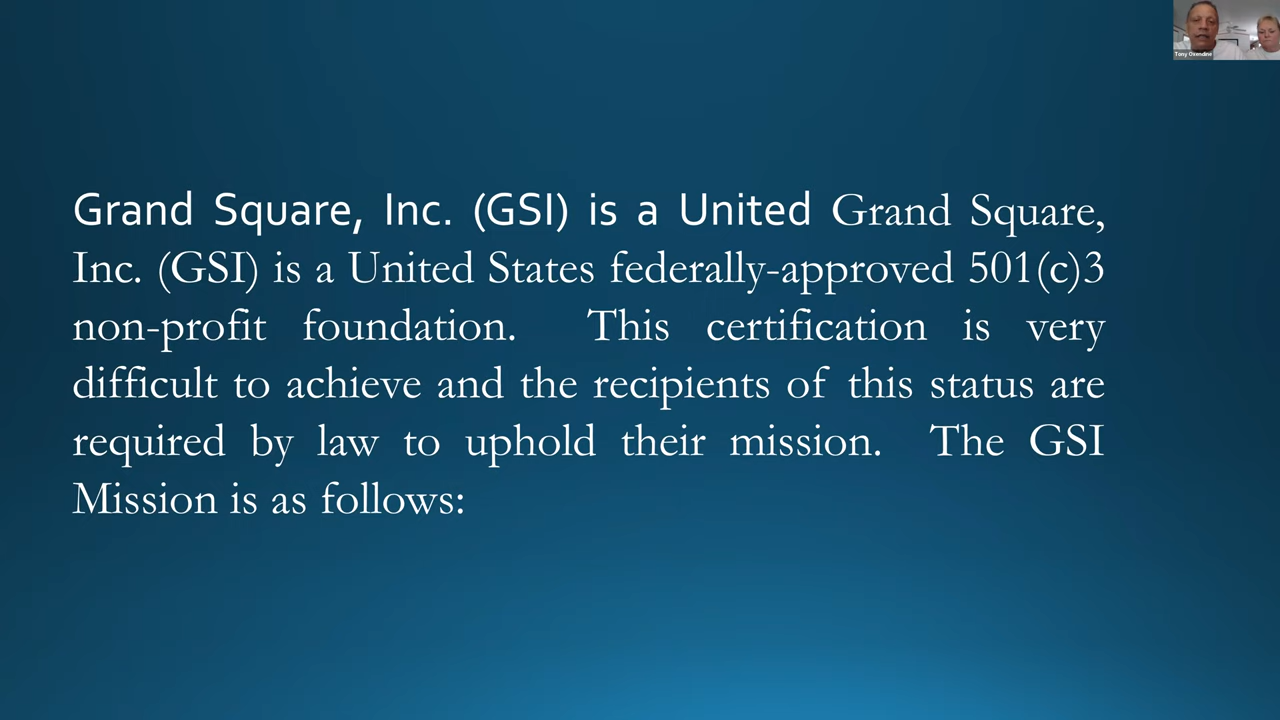 Tony Oxendine
Grand Square, Inc. (GSI) is a United Grand Square,
Inc. (GSI) is a United States federally-approved 501(c)3
non-profit foundation. This certification is very
difficult to achieve and the recipients of this status are
required by law to uphold their mission. The GSI
Mission is as follows: